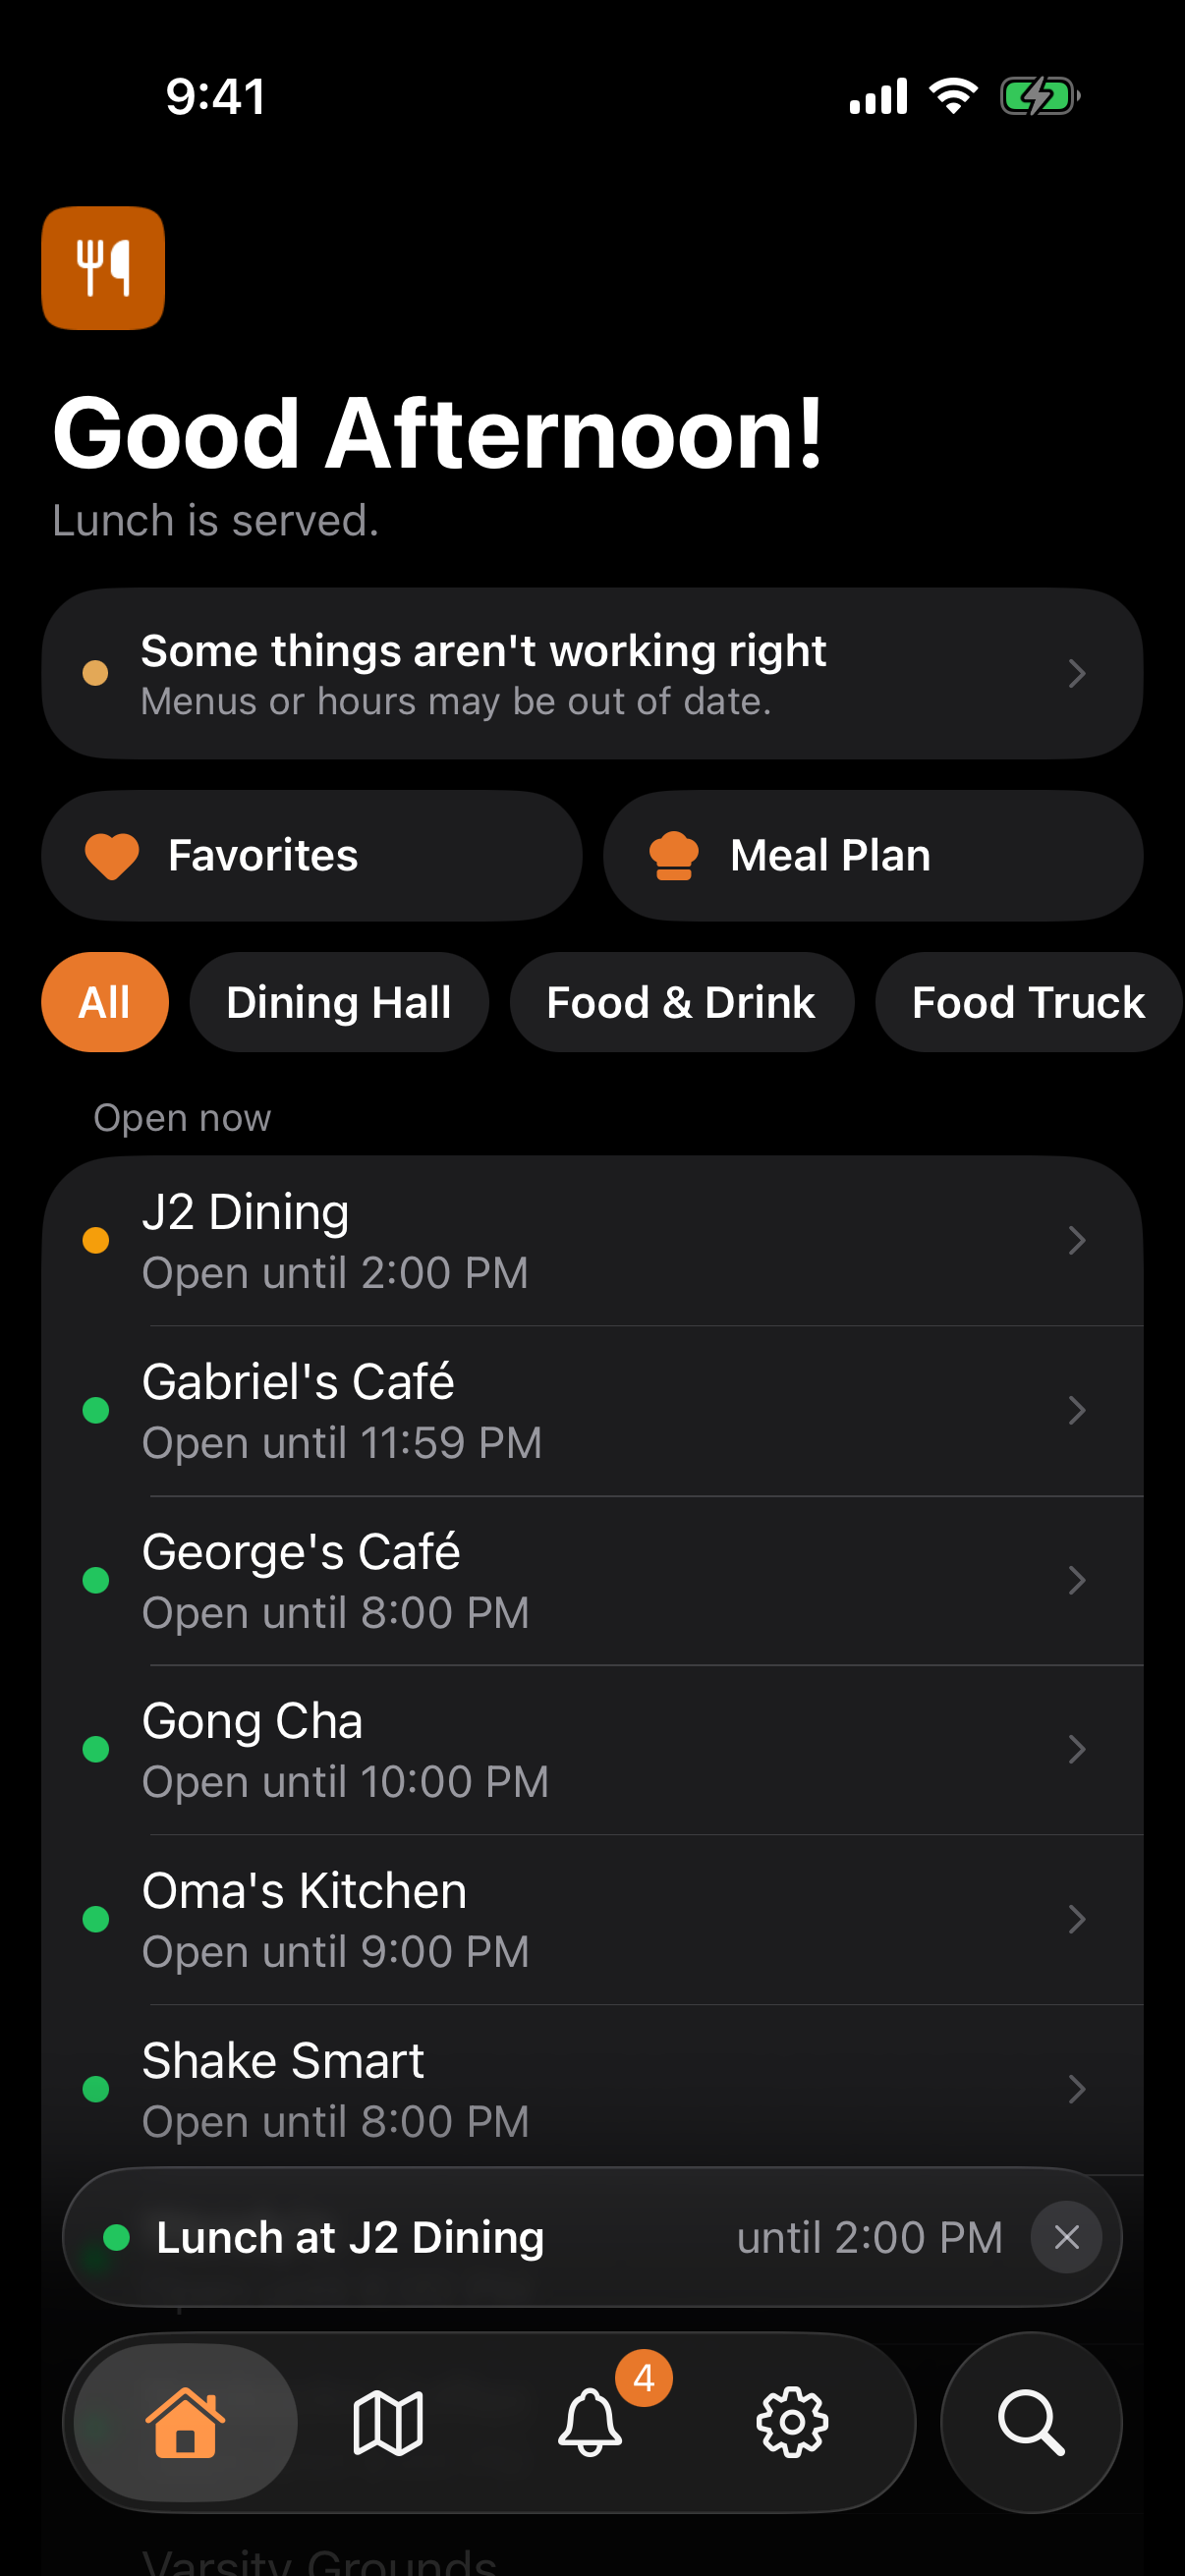 9:41
Good Afternoon!
Lunch is served.
Some things aren't working right
Menus or hours may be out of date.
Favorites
Meal Plan
All
Dining Hall
Food & Drink
Food Truck
Open now
J2 Dining
Open until 2:00 PM
Gabriel's Café
Open until 11:59 PM
George's Café
Open until 8:00 PM
Gong Cha
Open until 10:00 PM
Oma's Kitchen
Open until 9:00 PM
Shake Smart
Open until 8:00 PM
Lunch at J2 Dining
until 2:00 PM
4
Varsity Grounds